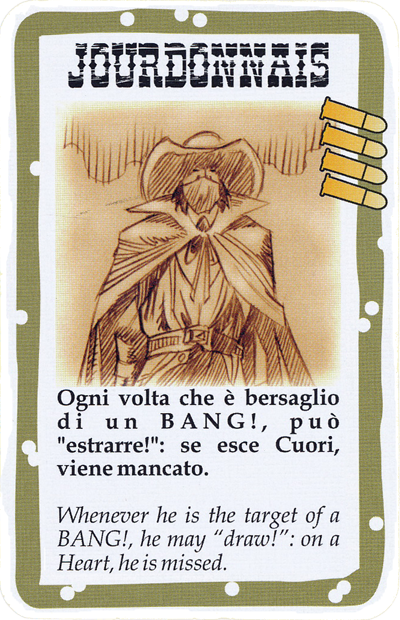 JOURDONNAIS
Ogni volta che è bersaglio
di un BANG!, può
"estrarre!": se esce Cuori,
viene mancato.
Whenever he is the target of a
BANG!, he may “draw!”: on a
Heart, he is missed.